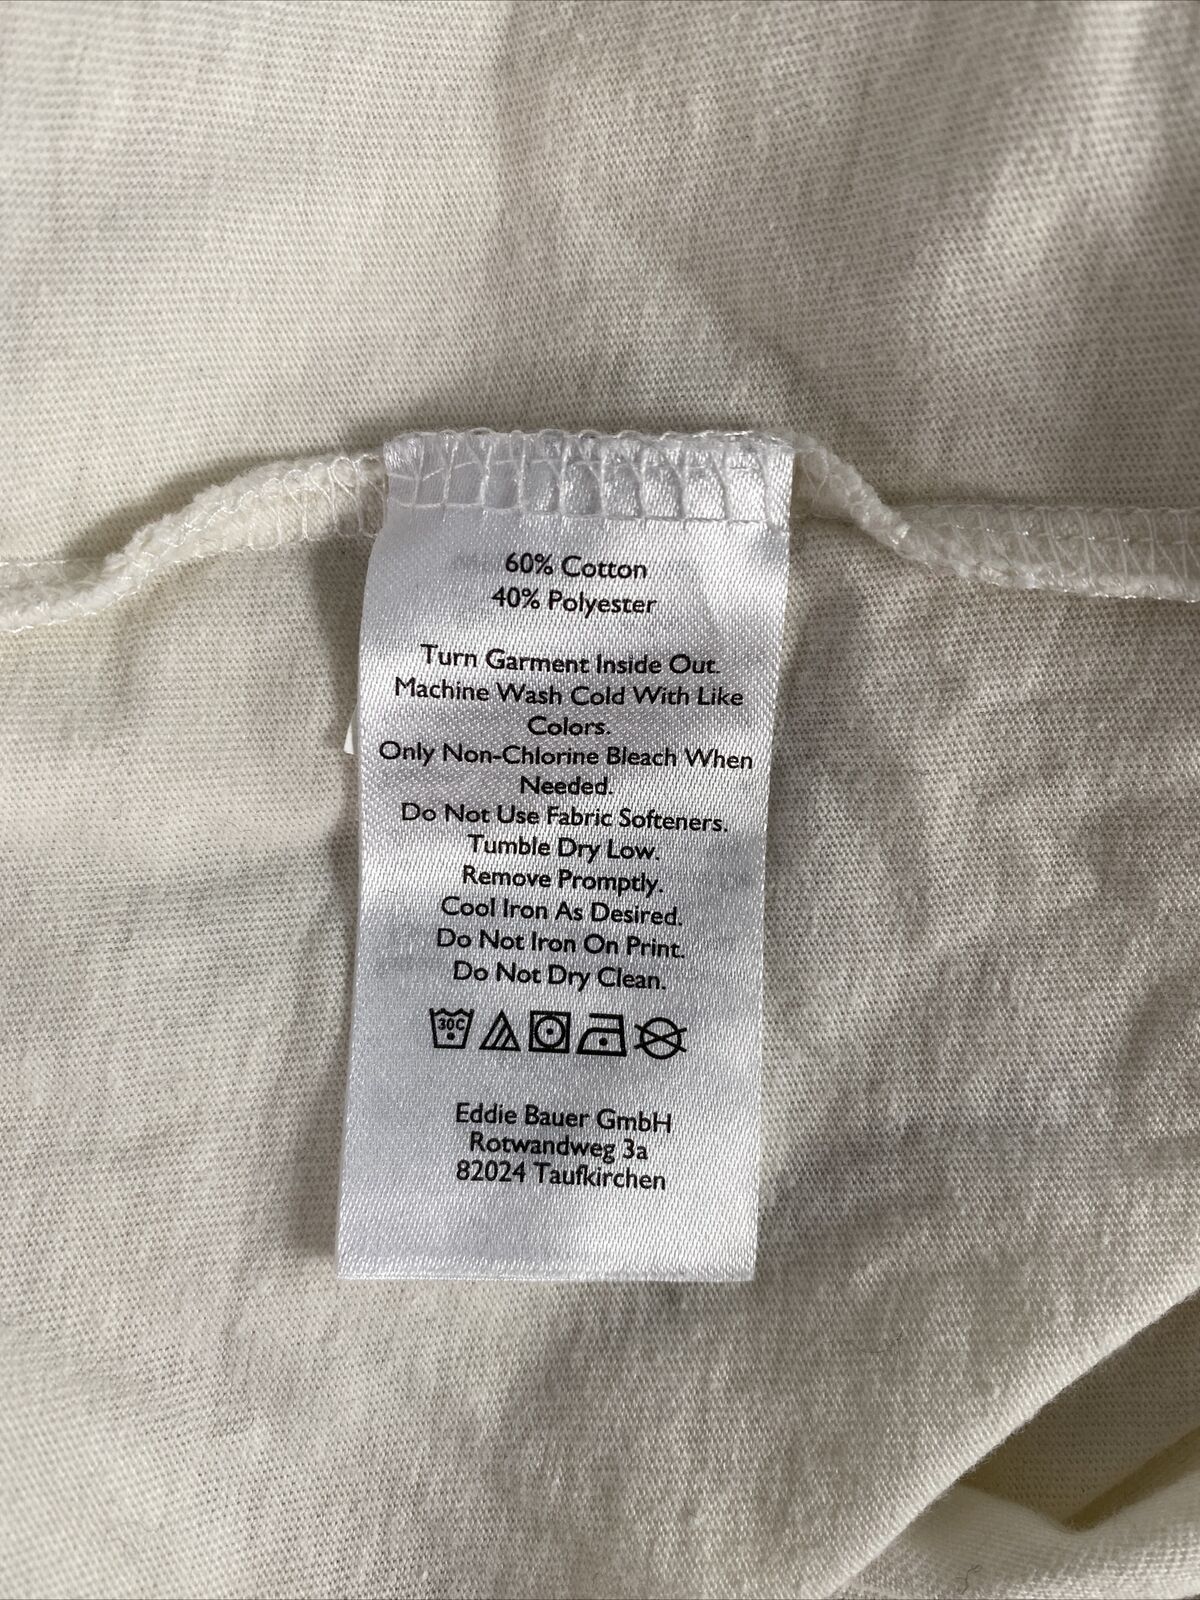 60% Cotton
40% Polyester
Turn Garment Inside Out.
Machine Wash Cold With Like
Colors.
Only Non-Chlorine Bleach When
Needed.
Do Not Use Fabric Softeners.
Tumble Dry Low.
Remove Promptly.
Cool Iron As Desired.
Do Not Iron On Print.
Do Not Dry Clean.
30C
Eddie Bauer GmbH
Rotwandweg 3a
82024 Taufkirchen